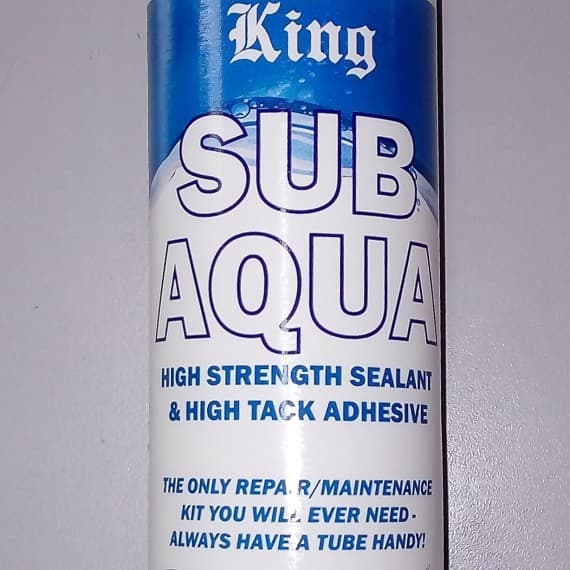 King
SUB
AQUA
HIGH STRENGTH SEALANT
& HIGH TACK ADHESIVE
THE ONLY REPAIR/MAINTENANCE
KIT YOU WILL EVER NEED -
ALWAYS HAVE A TUBE HANDY!